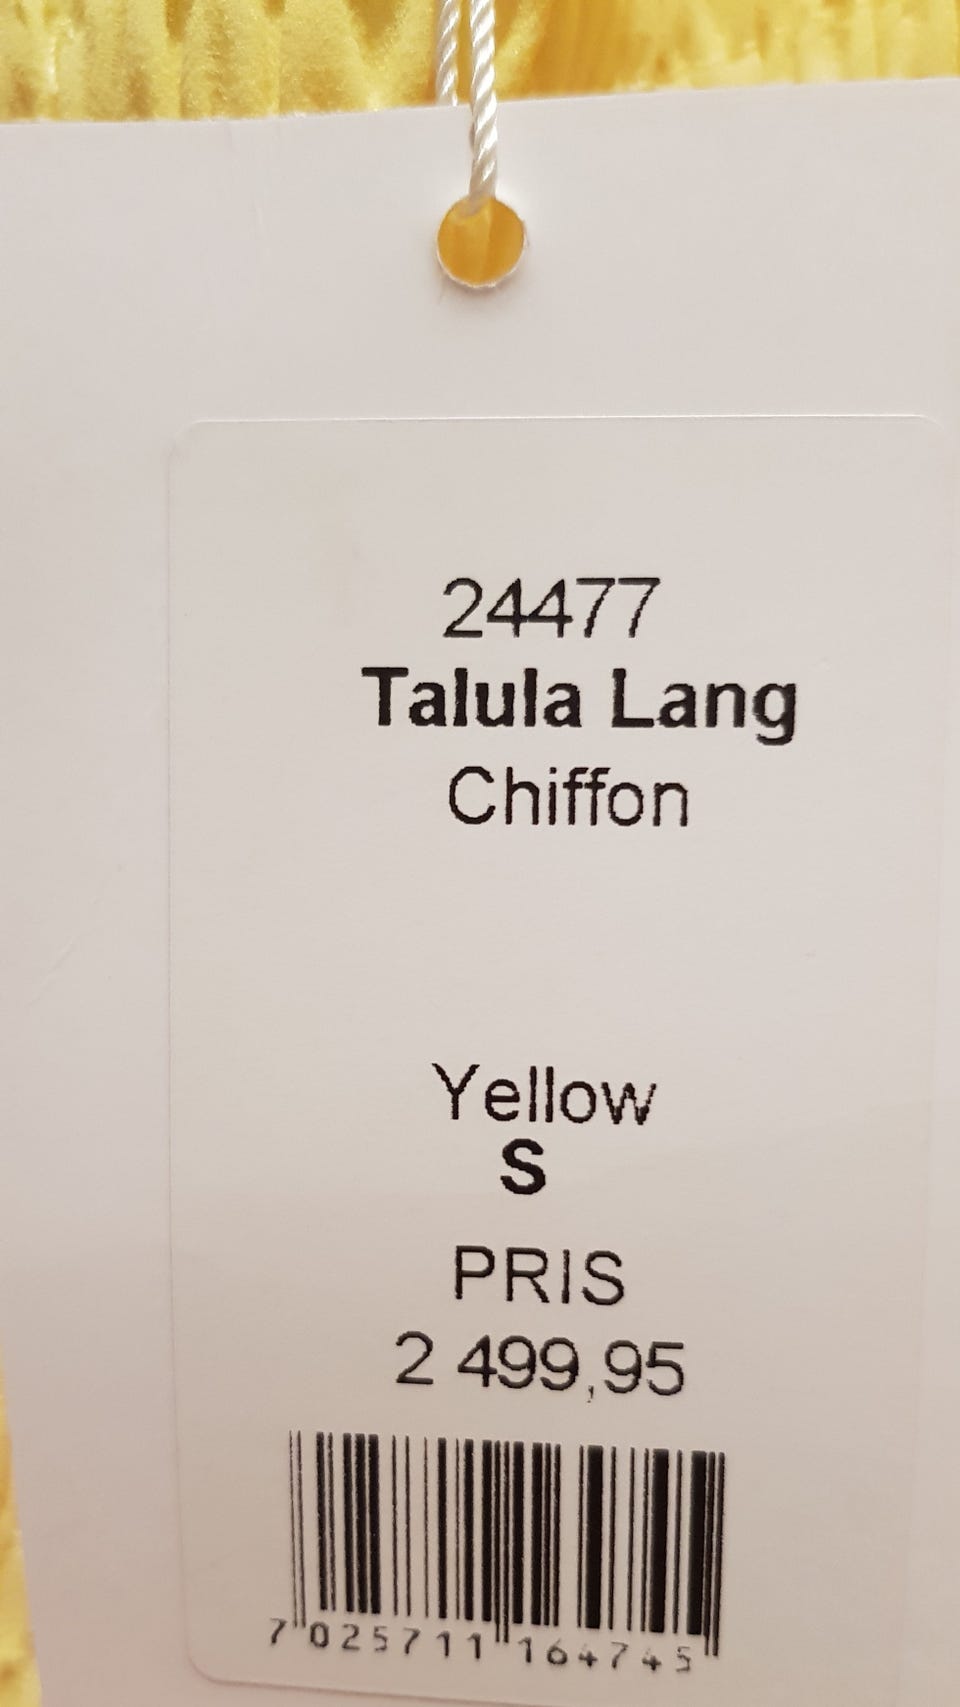 24477
Talula Lang
Chiffon
Yellow
S
PRIS
2 499,95
7 025711 164745